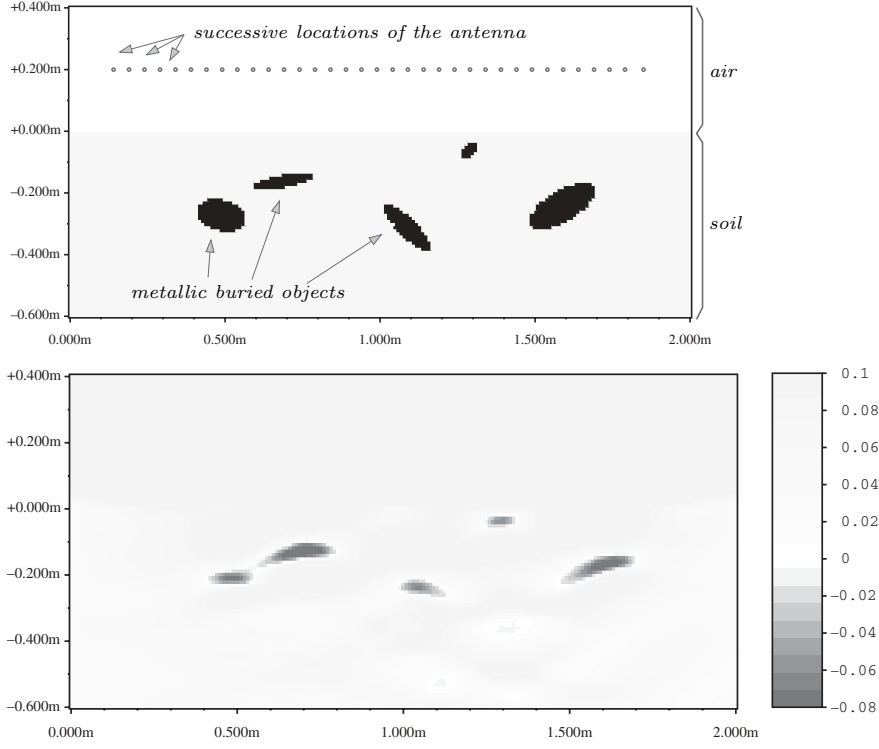 +0.400m
successive locations of the antenna
+0.200m
air
+0.000m
−0.200m
soil
−0.400m
metallic buried objects
−0.600m
0.000m 0.500m 1.000m 1.500m 2.000m
+0.400m
+0.200m
+0.000m
−0.200m
−0.400m
−0.600m
0.000m 0.500m 1.000m 1.500m 2.000m
0.1
0.08
0.06
0.04
0.02
0
−0.02
−0.04
−0.06
−0.08